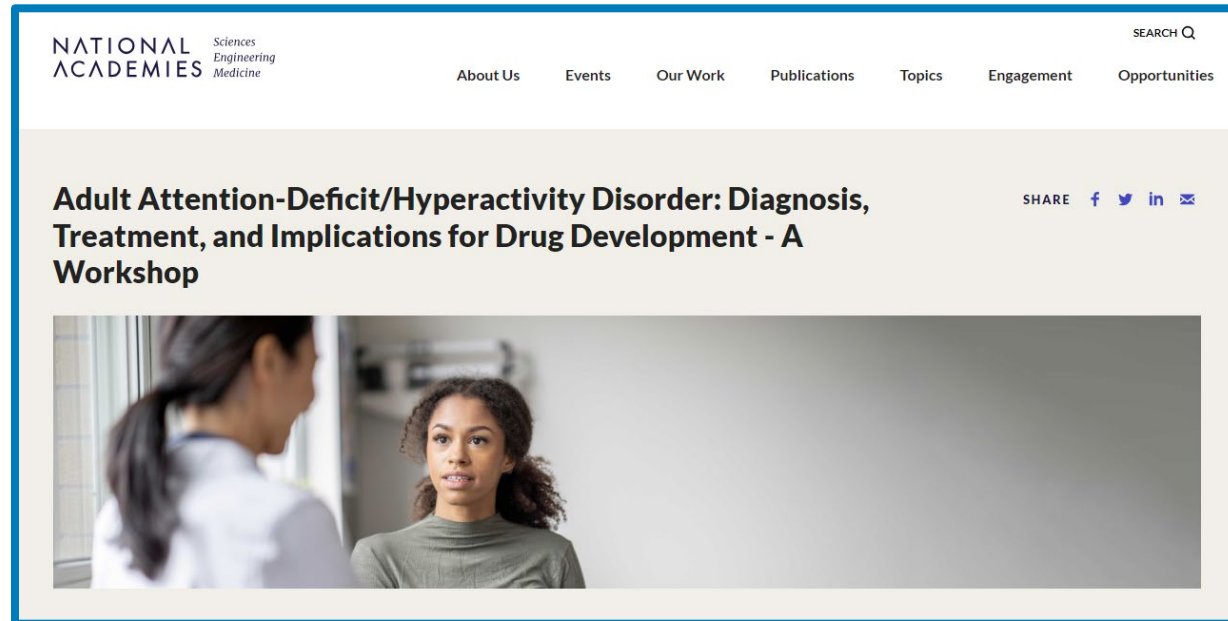 SEARCH
NATIONAL
ACADEMIES
Sciences
Engineering
Medicine
About Us Events Our Work Publications Topics Engagement Opportunities
Adult Attention-Deficit/Hyperactivity Disorder: Diagnosis,
Treatment, and Implications for Drug Development - A
Workshop
SHARE